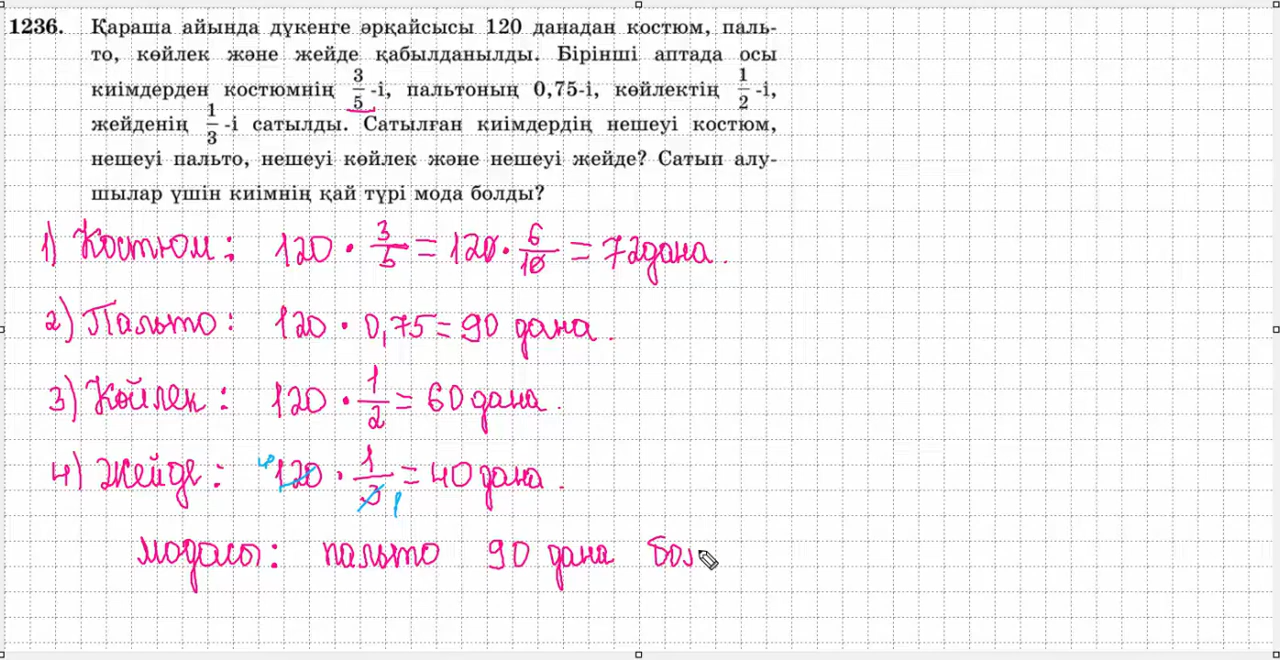 1236. Қараша айында дүкенге әрқайсысы 120 данадан костюм, паль-
то, көйлек және жейде қабылданылды. Бірінші аптада осы
киімдерден костюмнің 3/5 -і, пальтоның 0,75-і, көйлектің 1/2 -і,
жейденің 1/3 -і сатылды. Сатылған киімдердің нешеуі костюм,
нешеуі пальто, нешеуі көйлек және нешеуі жейде? Сатып алу-
шылар үшін киімнің қай түрі мода болды?
1) Костюм: 120 · 3/5 = 120 · 6/10 = 72 дана.
2) Пальто: 120 · 0,75 = 90 дана.
3) Көйлек: 120 · 1/2 = 60 дана.
4) Жейде: 120 · 1/3 = 40 дана.
модасы: пальто 90 дана бол